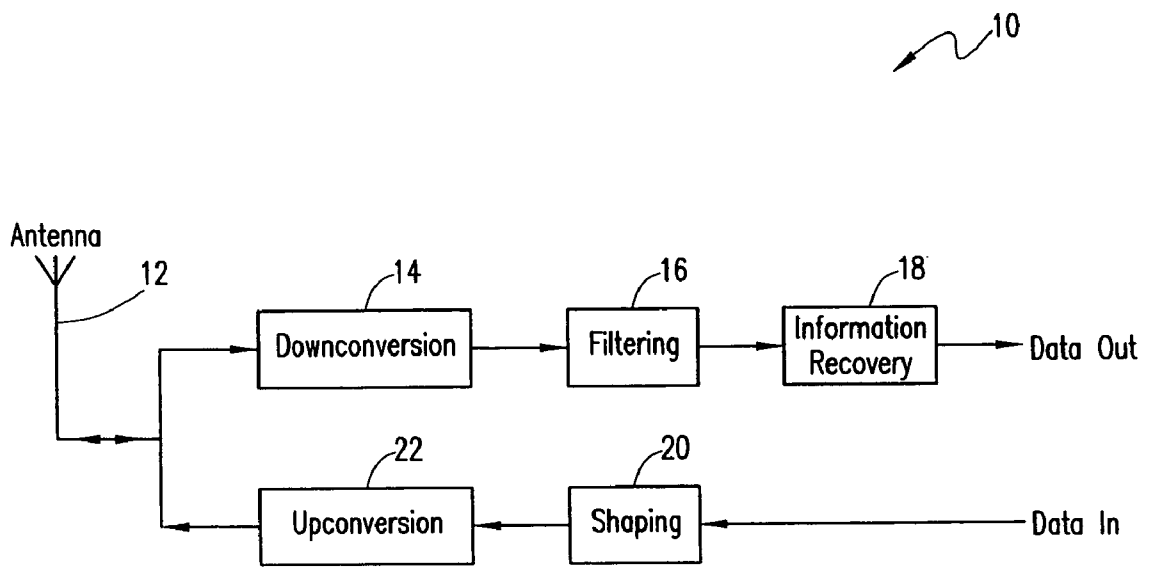 10
Antenna
12
14
16
18
Downconversion
Filtering
Information
Recovery
Data Out
22
20
Upconversion
Shaping
Data In